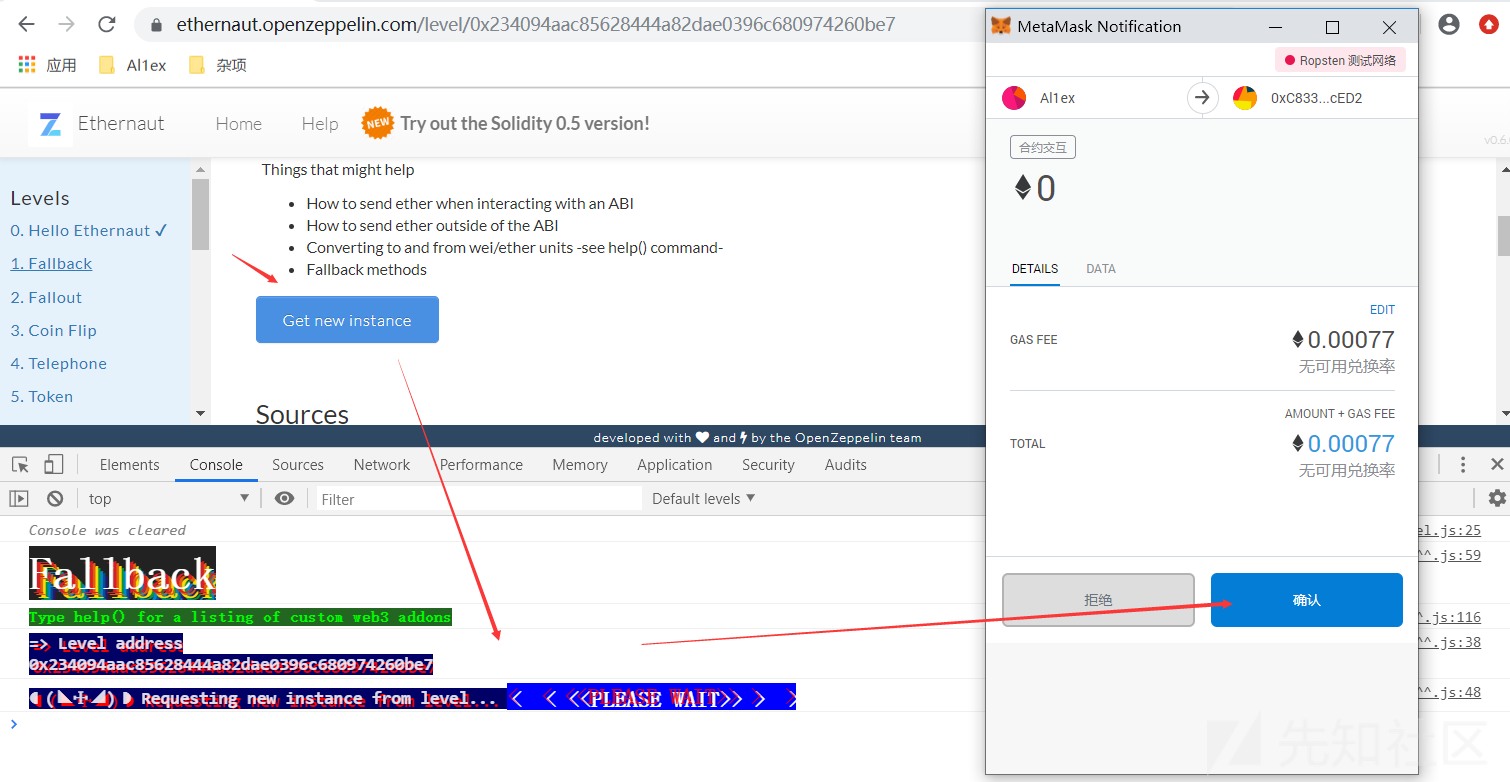 ethernaut.openzeppelin.com/level/0x234094aac85628444a82dae0396c680974260be7
应用 Al1ex 杂项
Ethernaut Home Help NEW Try out the Solidity 0.5 version!
v0.6.
Levels
0. Hello Ethernaut ✓
1. Fallback
2. Fallout
3. Coin Flip
4. Telephone
5. Token
Things that might help
• How to send ether when interacting with an ABI
• How to send ether outside of the ABI
• Converting to and from wei/ether units -see help() command-
• Fallback methods
Get new instance
Sources
developed with ❤ and ⚡ by the OpenZeppelin team
Elements Console Sources Network Performance Memory Application Security Audits
top Filter Default levels
Console was cleared el.js:25
Fallback ^^.js:59
Type help() for a listing of custom web3 addons ^.js:116
=> Level address ^^.js:38
0x234094aac85628444a82dae0396c680974260be7
Requesting new instance from level... < < <<PLEASE WAIT>> > > ^^.js:48
>
MetaMask Notification
Ropsten 测试网络
Al1ex 0xC833...cED2
合约交互
0
DETAILS DATA
EDIT
GAS FEE 0.00077
无可用兑换率
AMOUNT + GAS FEE
TOTAL 0.00077
无可用兑换率
拒绝 确认
先知社区